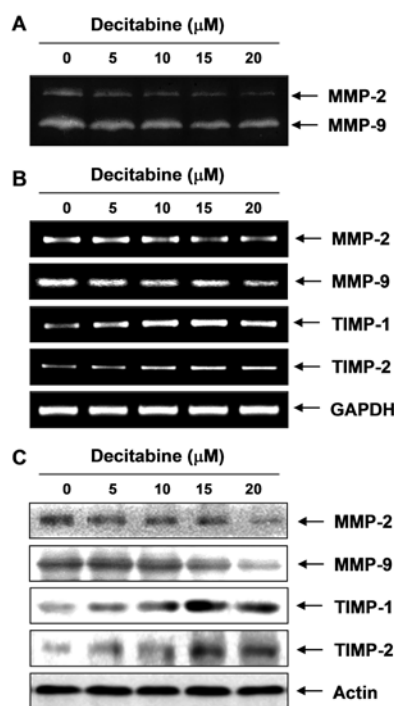 A
Decitabine (μM)
0 5 10 15 20
MMP-2
MMP-9
B
Decitabine (μM)
0 5 10 15 20
MMP-2
MMP-9
TIMP-1
TIMP-2
GAPDH
C
Decitabine (μM)
0 5 10 15 20
MMP-2
MMP-9
TIMP-1
TIMP-2
Actin